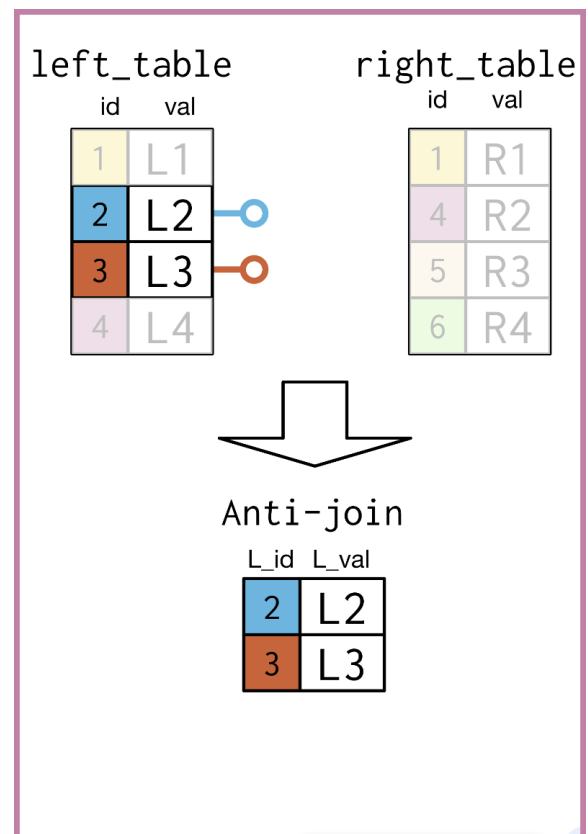 left_table right_table
id val id val
1 L1 1 R1
2 L2 4 R2
3 L3 5 R3
4 L4 6 R4
Anti-join
L_id L_val
2 L2
3 L3